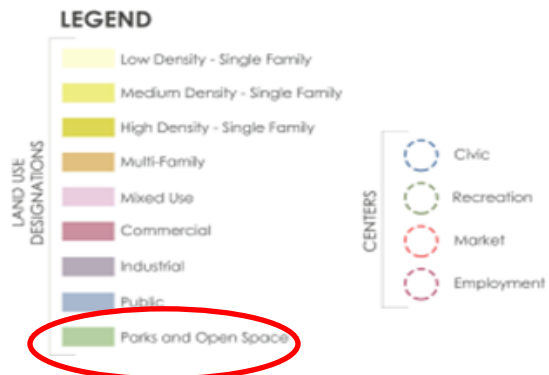 LEGEND
LAND USE
DESIGNATIONS
Low Density - Single Family
Medium Density - Single Family
High Density - Single Family
Multi-Family
Mixed Use
Commercial
Industrial
Public
Parks and Open Space
CENTERS
Civic
Recreation
Market
Employment